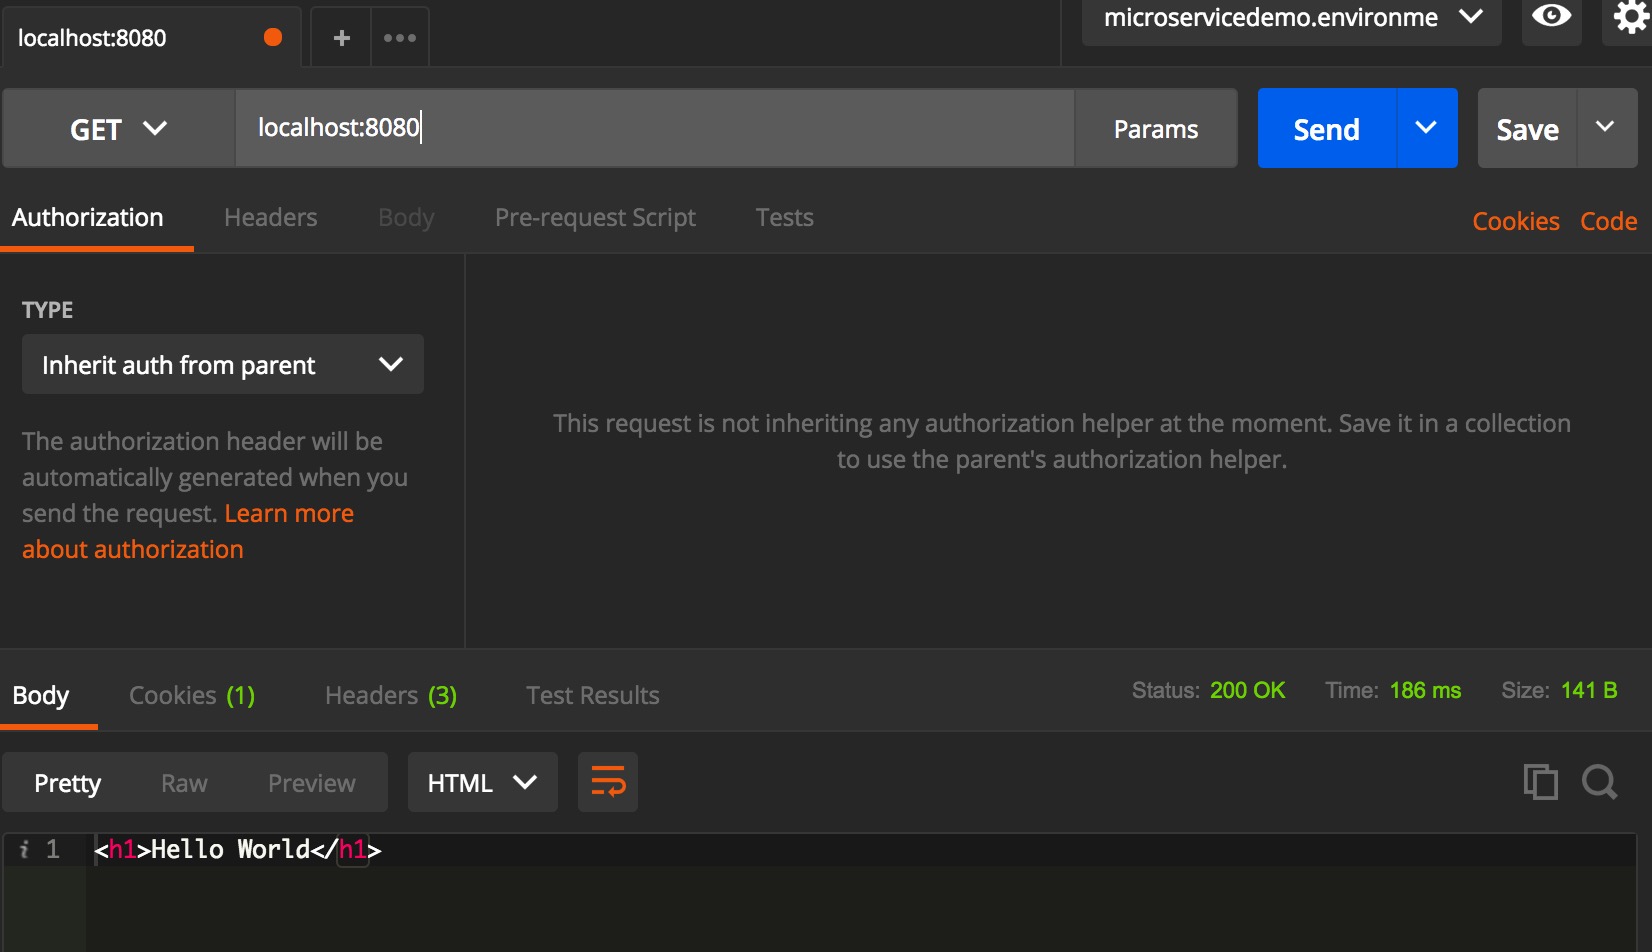 localhost:8080
microservicedemo.environme
GET localhost:8080 Params Send Save
Authorization Headers Body Pre-request Script Tests Cookies Code
TYPE
Inherit auth from parent
The authorization header will be
automatically generated when you
send the request. Learn more
about authorization
This request is not inheriting any authorization helper at the moment. Save it in a collection
to use the parent's authorization helper.
Body Cookies (1) Headers (3) Test Results Status: 200 OK Time: 186 ms Size: 141 B
Pretty Raw Preview HTML
i 1 <h1>Hello World</h1>